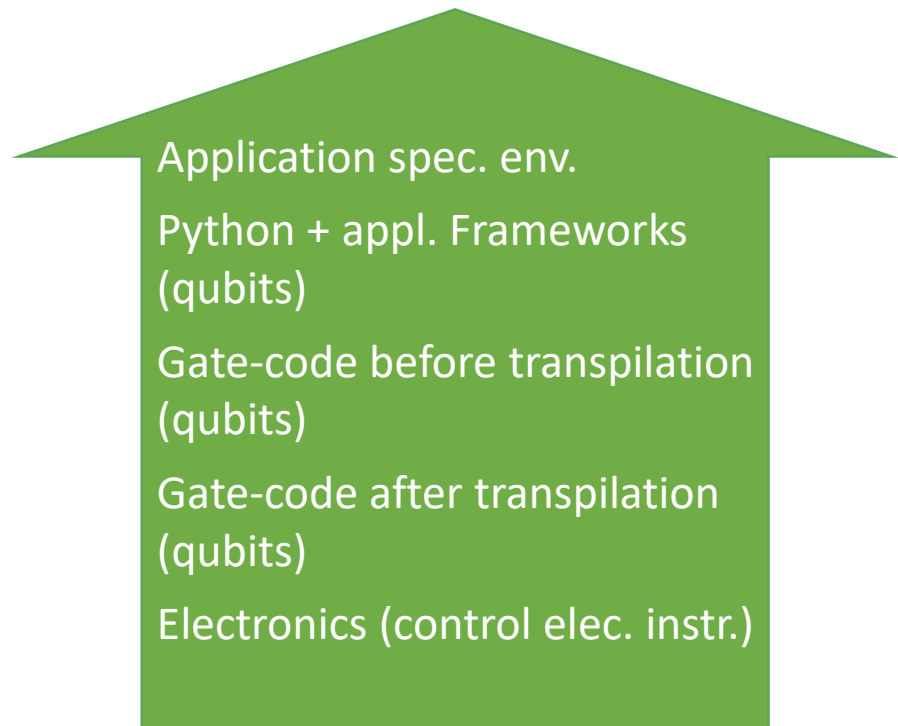 Application spec. env.
Python + appl. Frameworks
(qubits)
Gate-code before transpilation
(qubits)
Gate-code after transpilation
(qubits)
Electronics (control elec. instr.)